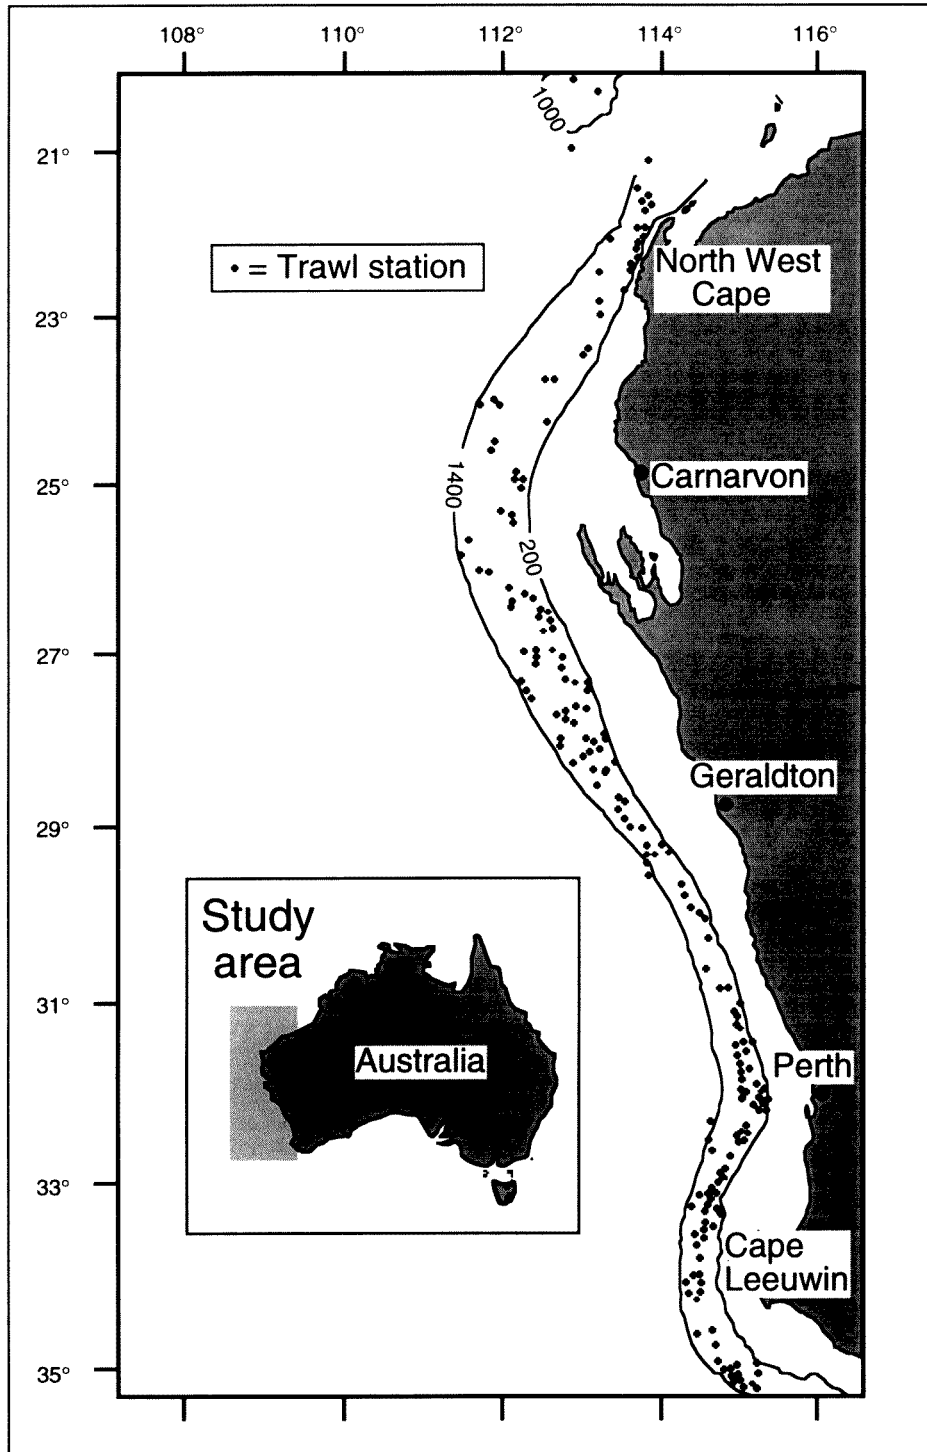 108° 110° 112° 114° 116°
1000
21°
• = Trawl station
North West
Cape
23°
1400
Carnarvon
25°
200
27°
Geraldton
29°
Study
area
31°
Australia
Perth
33°
Cape
Leeuwin
35°